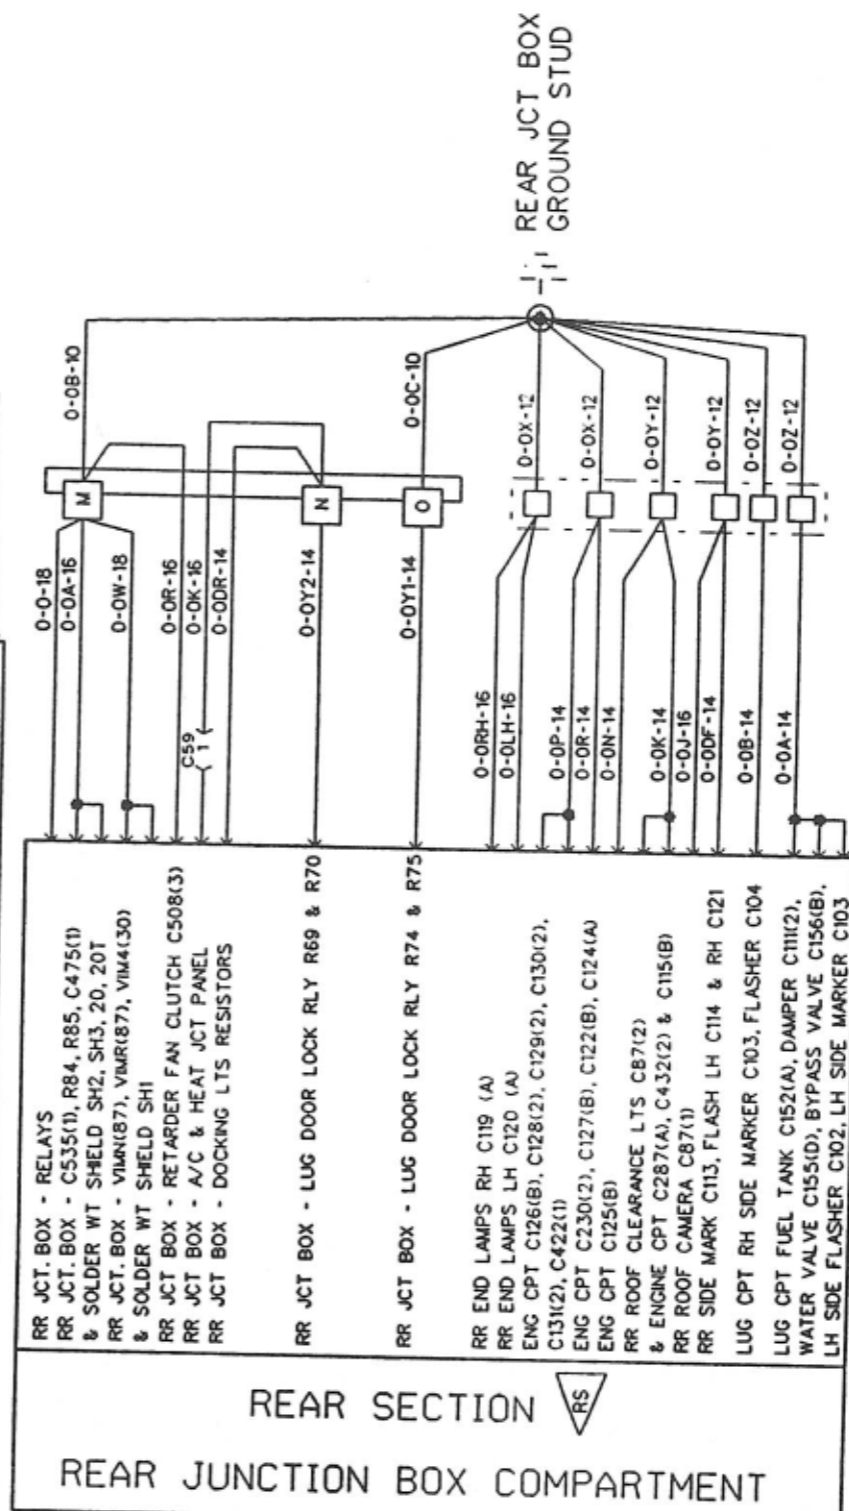 REAR JCT BOX
GROUND STUD
0-0B-10
0-0C-10
0-0X-12
0-0X-12
0-0Y-12
0-0Y-12
0-0Z-12
0-0Z-12
M
N
O
0-0-18
0-0A-16
0-0W-18
0-0R-16
0-0K-16
0-0DR-14
0-0Y2-14
0-0Y1-14
0-0RH-16
0-0LH-16
0-0P-14
0-0R-14
0-0N-14
0-0K-14
0-0J-16
0-0DF-14
0-0B-14
0-0A-14
C59
1
RR JCT. BOX - RELAYS
RR JCT. BOX - C535(1), R84, R85, C475(1)
& SOLDER WT SHIELD SH2, SH3, 20, 20T
RR JCT. BOX - VIMN(87), VIMR(87), VIM4(30)
& SOLDER WT SHIELD SH1
RR JCT BOX - RETARDER FAN CLUTCH C508(3)
RR JCT BOX - A/C & HEAT JCT PANEL
RR JCT BOX - DOCKING LTS RESISTORS
RR JCT BOX - LUG DOOR LOCK RLY R69 & R70
RR JCT BOX - LUG DOOR LOCK RLY R74 & R75
RR END LAMPS RH C119 (A)
RR END LAMPS LH C120 (A)
ENG CPT C126(B), C128(2), C129(2), C130(2),
C131(2), C422(1)
ENG CPT C230(2), C127(B), C122(B), C124(A)
ENG CPT C125(B)
RR ROOF CLEARANCE LTS C87(2)
& ENGINE CPT C287(A), C432(2) & C115(B)
RR ROOF CAMERA C87(1)
RR SIDE MARK C113, FLASH LH C114 & RH C121
LUG CPT RH SIDE MARKER C103, FLASHER C104
LUG CPT FUEL TANK C152(A), DAMPER C111(2),
WATER VALVE C155(D), BYPASS VALVE C156(B),
LH SIDE FLASHER C102, LH SIDE MARKER C103
REAR SECTION
RS
REAR JUNCTION BOX COMPARTMENT